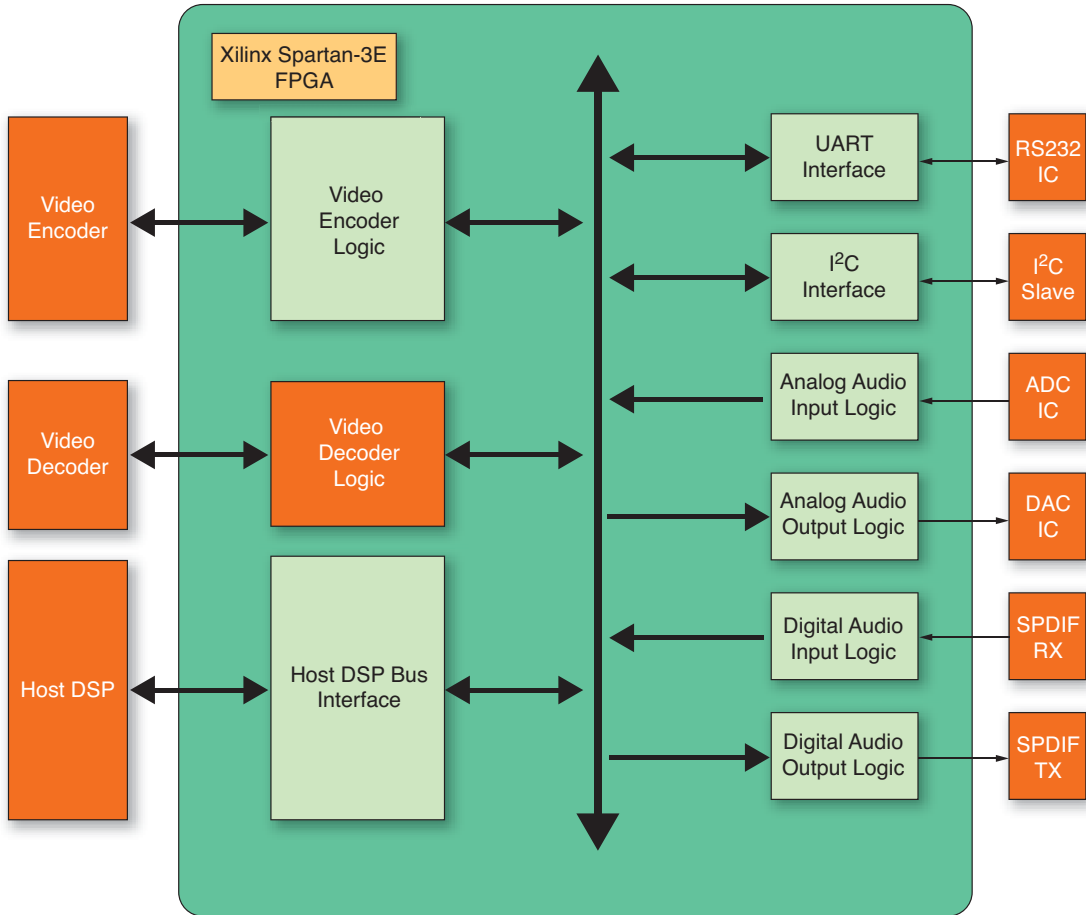 Xilinx Spartan-3E
FPGA
Video
Encoder
Video
Encoder
Logic
UART
Interface
RS232
IC
I²C
Interface
I²C
Slave
Video
Decoder
Video
Decoder
Logic
Analog Audio
Input Logic
ADC
IC
Analog Audio
Output Logic
DAC
IC
Host DSP
Host DSP Bus
Interface
Digital Audio
Input Logic
SPDIF
RX
Digital Audio
Output Logic
SPDIF
TX